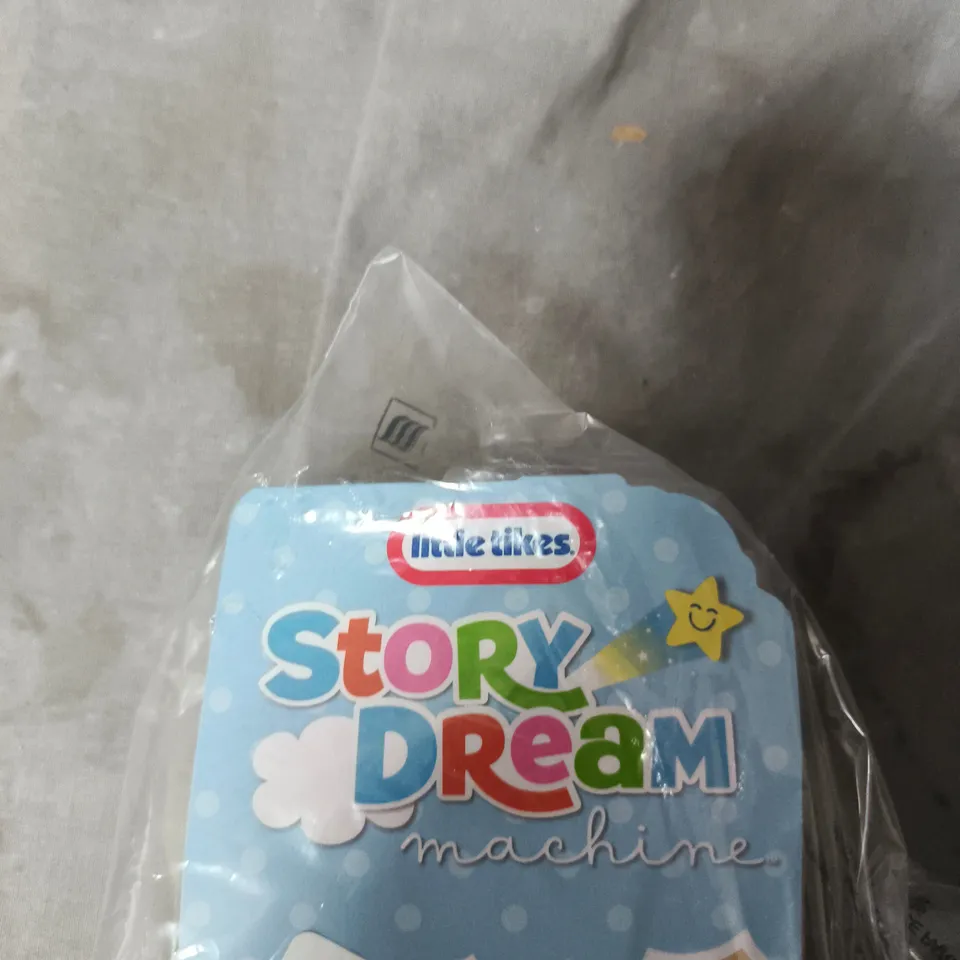 little tikes
STORY
DREAM
machine